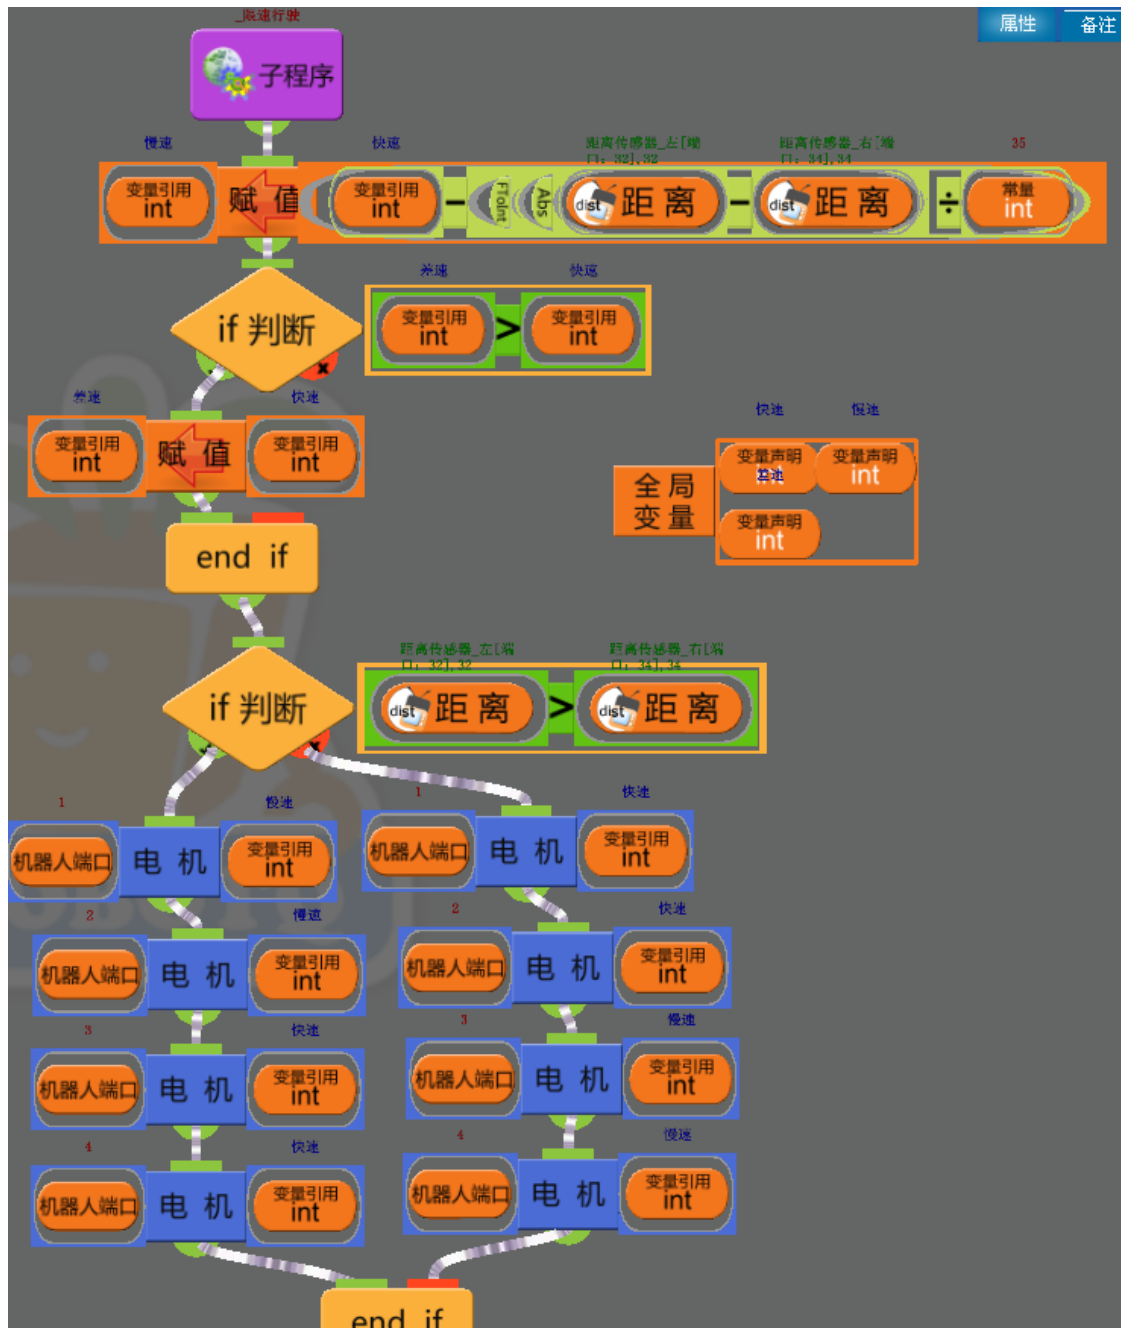 _限速行驶
属性
备注
子程序
慢速
快速
距离传感器_左[端
口: 32],32
距离传感器_右[端
口: 34],34
35
变量引用
int
赋 值
变量引用
int
-
FToInt
Abs
dist 距 离
-
dist 距 离
÷
常量
int
差速
快速
if 判断
变量引用
int
>
变量引用
int
x
差速
快速
变量引用
int
赋 值
变量引用
int
快速
慢速
全 局
变 量
变量声明
int
差速
变量声明
int
变量声明
int
end if
距离传感器_左[端
口: 32],32
距离传感器_右[端
口: 34],34
if 判断
dist 距 离
>
dist 距 离
1
慢速
机器人端口
电 机
变量引用
int
1
快速
机器人端口
电 机
变量引用
int
2
慢速
机器人端口
电 机
变量引用
int
2
快速
机器人端口
电 机
变量引用
int
3
快速
机器人端口
电 机
变量引用
int
3
慢速
机器人端口
电 机
变量引用
int
4
快速
机器人端口
电 机
变量引用
int
4
慢速
机器人端口
电 机
变量引用
int
end if